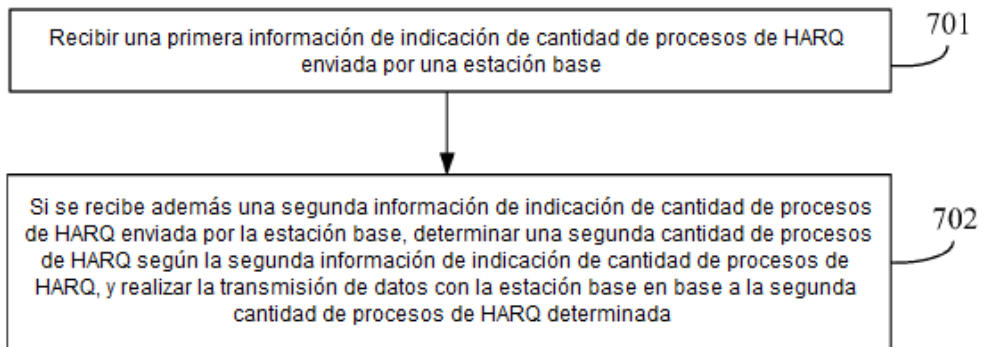 Recibir una primera información de indicación de cantidad de procesos de HARQ
enviada por una estación base
701
Si se recibe además una segunda información de indicación de cantidad de procesos
de HARQ enviada por la estación base, determinar una segunda cantidad de procesos
de HARQ según la segunda información de indicación de cantidad de procesos de
HARQ, y realizar la transmisión de datos con la estación base en base a la segunda
cantidad de procesos de HARQ determinada
702